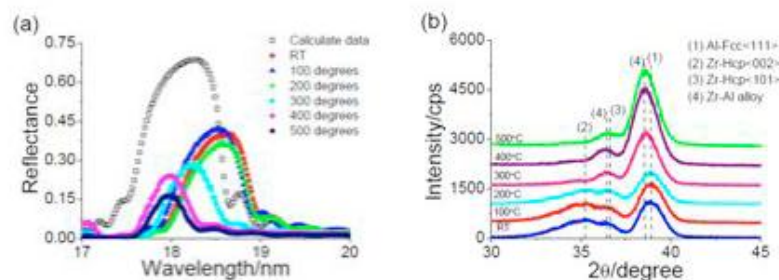 (a)
0.75
0.60
0.45
0.30
0.15
0.00
Reflectance
17 18 19 20
Wavelength/nm
Calculate data
RT
100 degrees
200 degrees
300 degrees
400 degrees
500 degrees
(b)
6000
4500
3000
1500
0
Intensity/cps
30 35 40 45
2θ/degree
(1) Al-Fcc<111>
(2) Zr-Hcp<002>
(3) Zr-Hcp<101>
(4) Zr-Al alloy
(4) (1)
(2) (4) (3)
500°C
400°C
300°C
200°C
100°C
RT